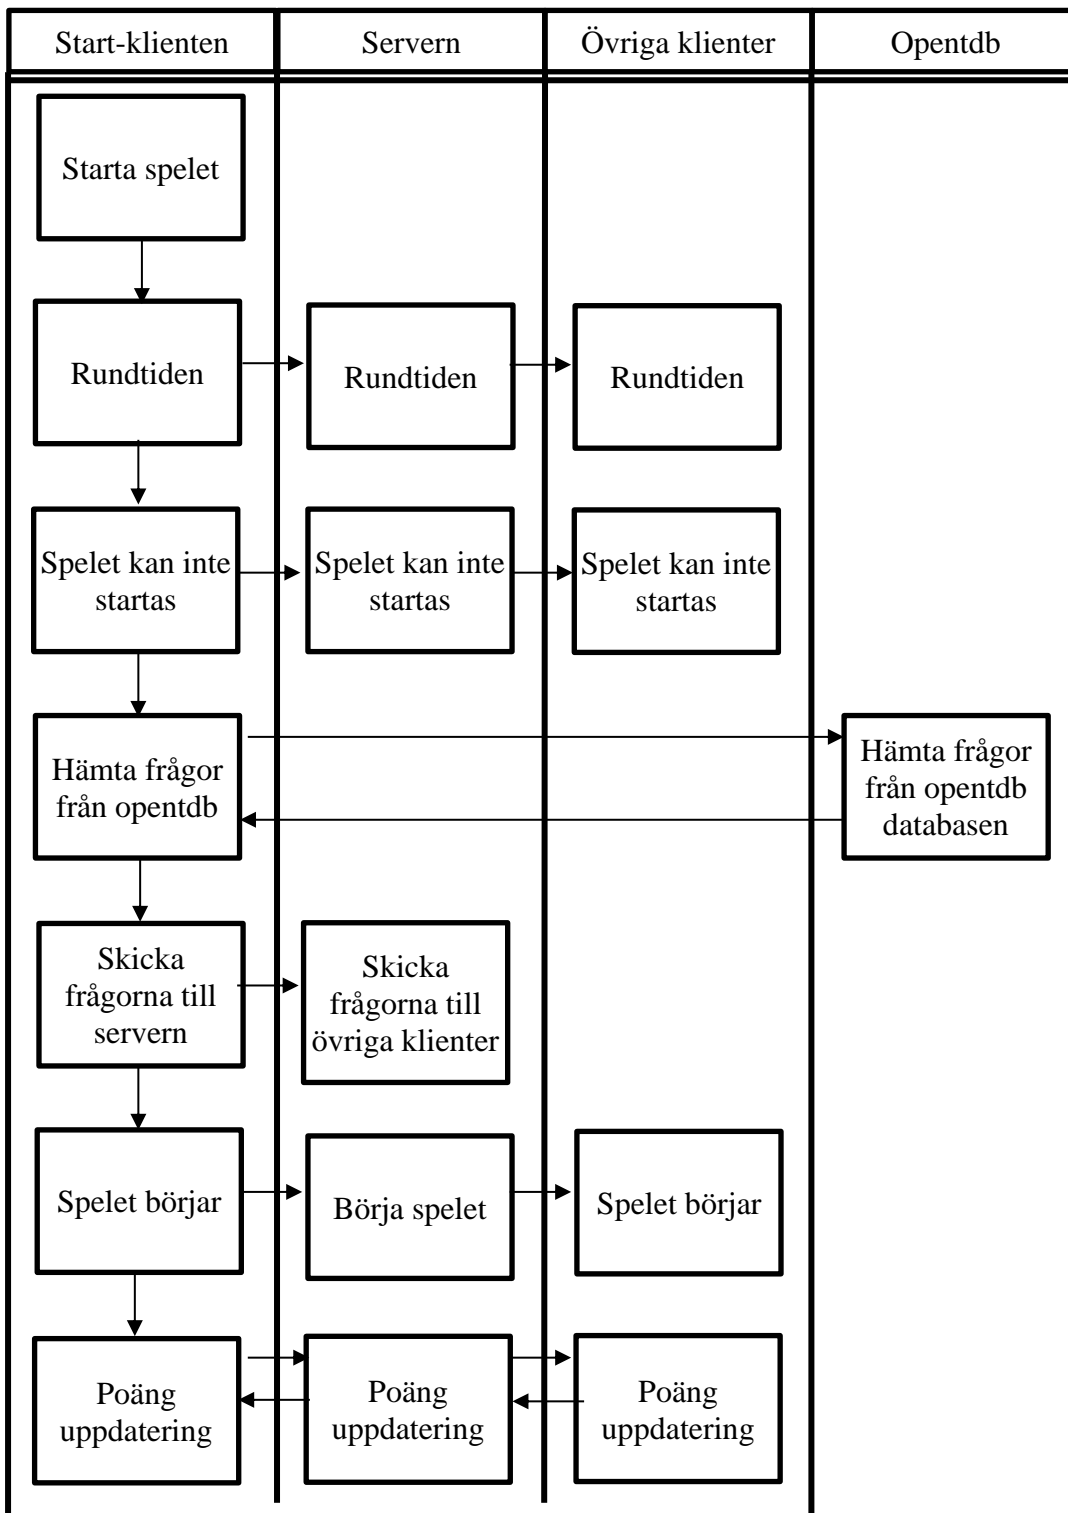 Start-klienten
Servern
Övriga klienter
Opentdb
Starta spelet
Rundtiden
Rundtiden
Rundtiden
Spelet kan inte
startas
Spelet kan inte
startas
Spelet kan inte
startas
Hämta frågor
från opentdb
Hämta frågor
från opentdb
databasen
Skicka
frågorna till
servern
Skicka
frågorna till
övriga klienter
Spelet börjar
Börja spelet
Spelet börjar
Poäng
uppdatering
Poäng
uppdatering
Poäng
uppdatering